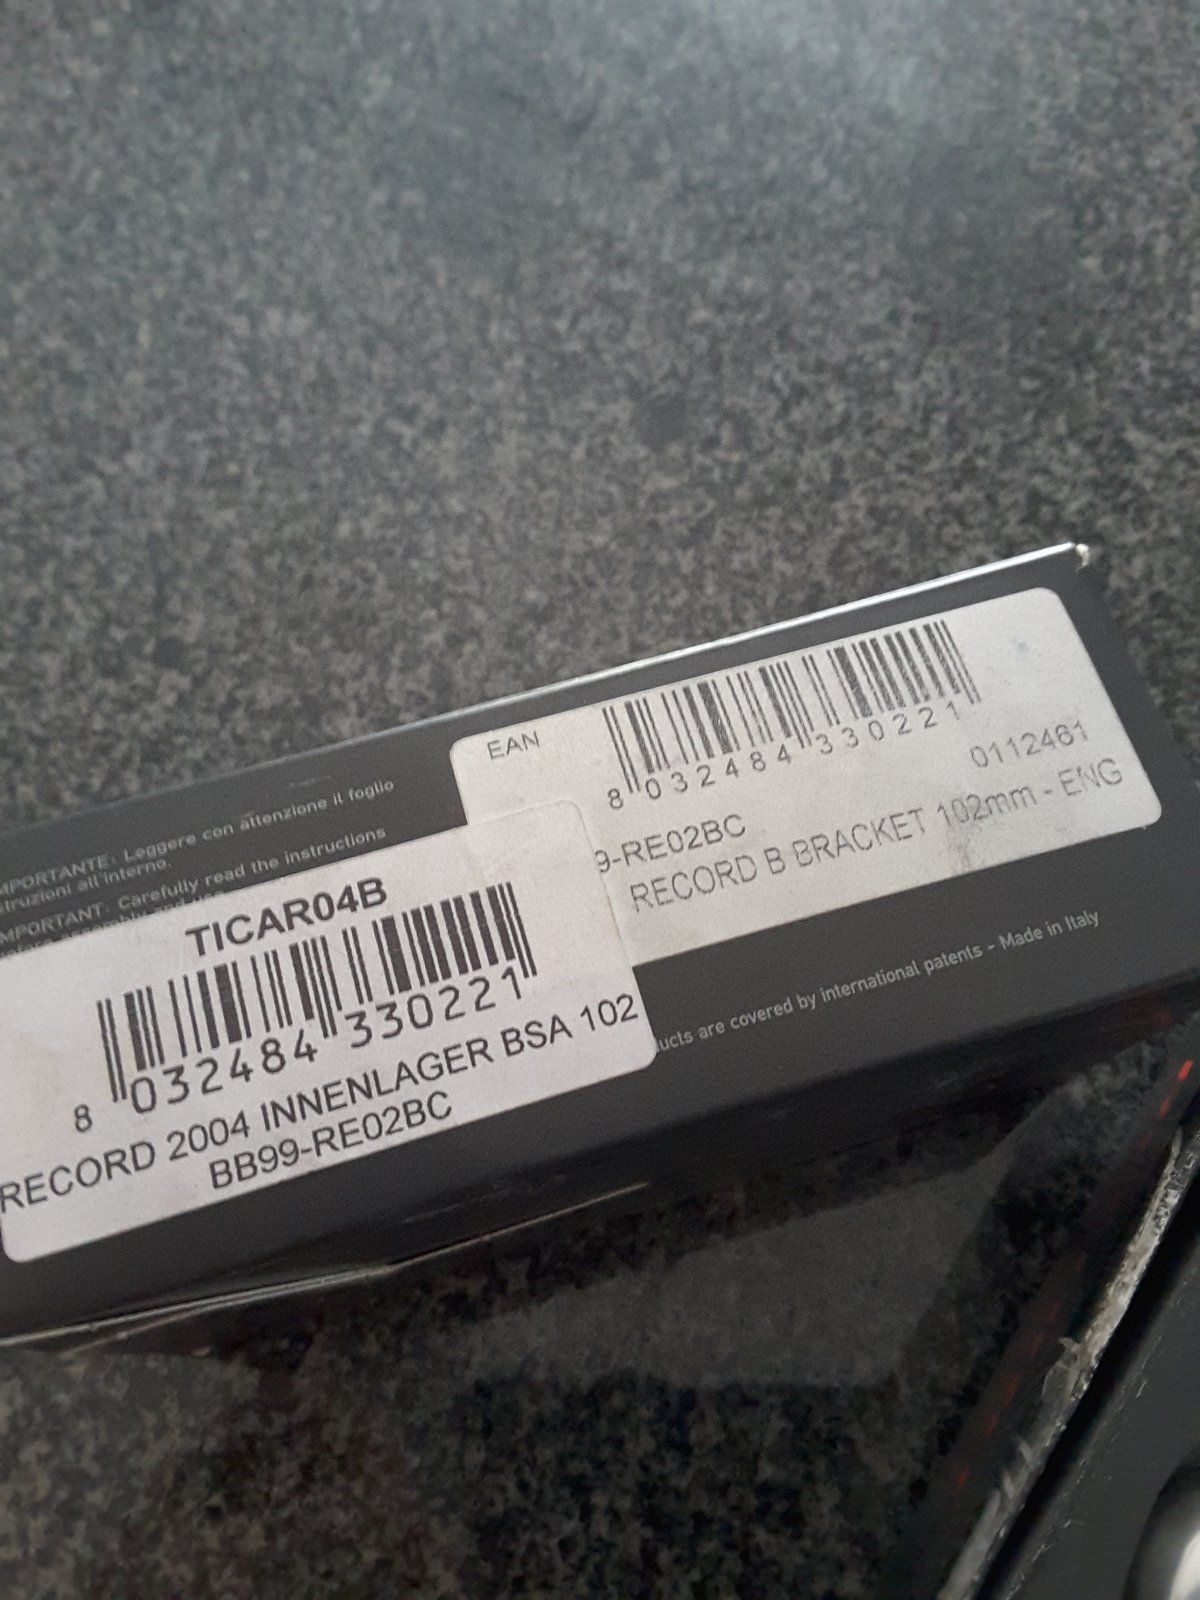 EAN
8 032484 330221
0112461
9-RE02BC
RECORD B BRACKET 102mm - ENG
IMPORTANTE: Leggere con attenzione il foglio
istruzioni all'interno.
IMPORTANT: Carefully read the instructions
TICAR04B
8 032484 330221
RECORD 2004 INNENLAGER BSA 102
BB99-RE02BC
ucts are covered by international patents - Made in Italy